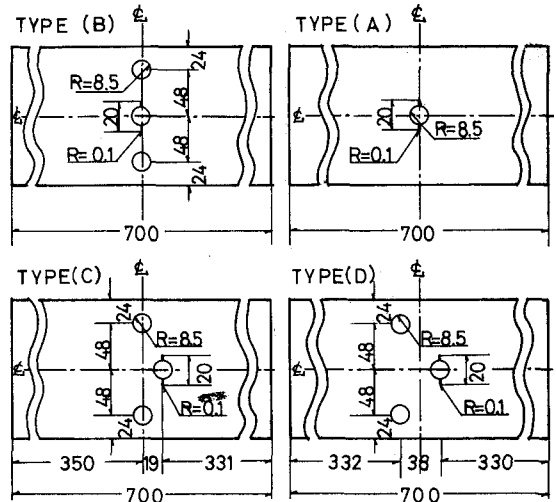 TYPE (B)
℄
24
R=8.5
48
20
℄
R=0.1
48
24
700
TYPE(A)
℄
20
R=8.5
R=0.1
700
TYPE(C)
℄
24
R=8.5
48
℄
20
48
R=0.1
24
350
19
331
700
TYPE(D)
℄
24
R=8.5
48
20
48
R=0.1
24
332
38
330
700